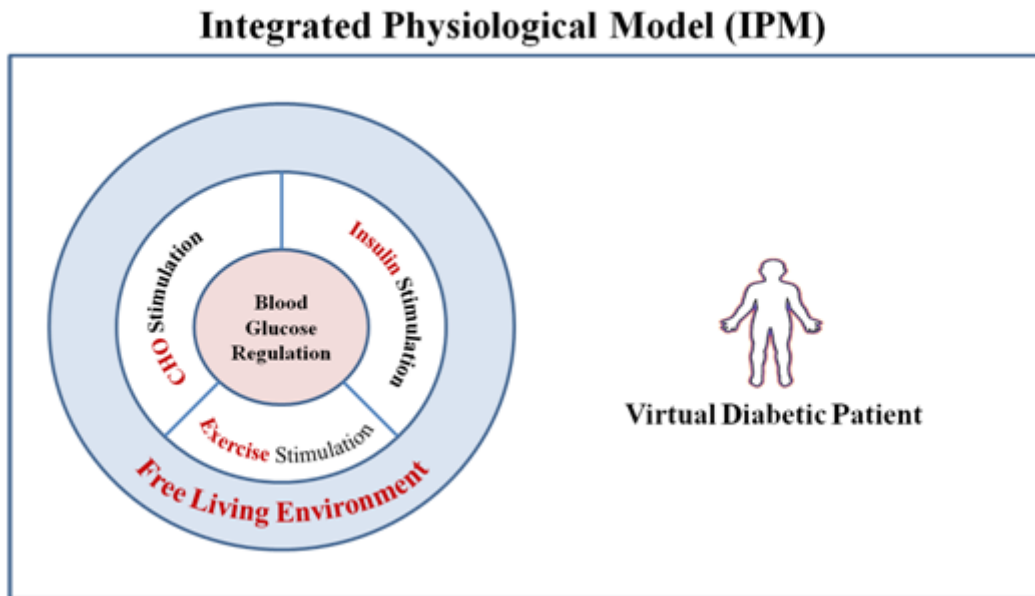 Integrated Physiological Model (IPM)
CHO Stimulation
Insulin Stimulation
Blood
Glucose
Regulation
Exercise Stimulation
Free Living Environment
Virtual Diabetic Patient